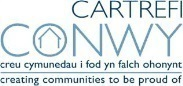 CARTREFI
CONWY
creu cymunedau i fod yn falch ohonynt
creating communities to be proud of